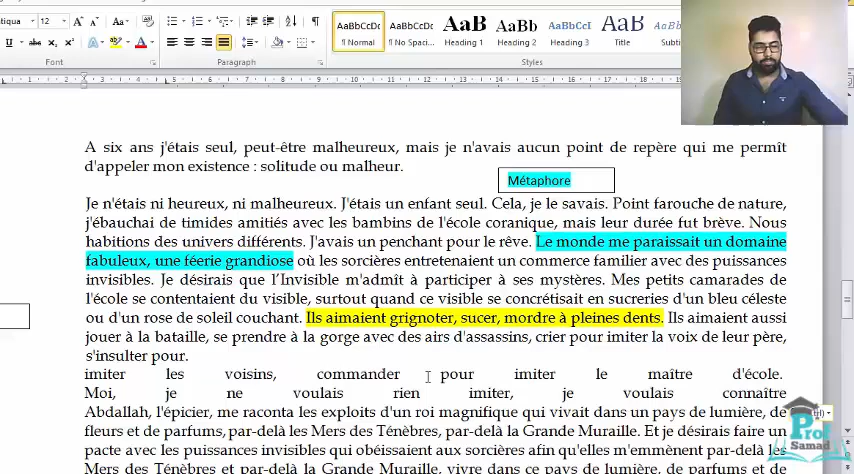 tiqua
12
Aa
AaBbCcDc
AaBbCcDc
AaB
AaBb
AaBbCcI
AaB
AaBb
¶ Normal
¶ No Spaci...
Heading 1
Heading 2
Heading 3
Title
Subti
Font
Paragraph
Styles
A six ans j'étais seul, peut-être malheureux, mais je n'avais aucun point de repère qui me permît
d'appeler mon existence : solitude ou malheur.
Métaphore
Je n'étais ni heureux, ni malheureux. J'étais un enfant seul. Cela, je le savais. Point farouche de nature,
j'ébauchai de timides amitiés avec les bambins de l'école coranique, mais leur durée fut brève. Nous
habitions des univers différents. J'avais un penchant pour le rêve. Le monde me paraissait un domaine
fabuleux, une féerie grandiose où les sorcières entretenaient un commerce familier avec des puissances
invisibles. Je désirais que l'Invisible m'admît à participer à ses mystères. Mes petits camarades de
l'école se contentaient du visible, surtout quand ce visible se concrétisait en sucreries d'un bleu céleste
ou d'un rose de soleil couchant. Ils aimaient grignoter, sucer, mordre à pleines dents. Ils aimaient aussi
jouer à la bataille, se prendre à la gorge avec des airs d'assassins, crier pour imiter la voix de leur père,
s'insulter pour.
imiter les voisins, commander pour imiter le maître d'école.
Moi, je ne voulais rien imiter, je voulais connaître
Abdallah, l'épicier, me raconta les exploits d'un roi magnifique qui vivait dans un pays de lumière, de
fleurs et de parfums, par-delà les Mers des Ténèbres, par-delà la Grande Muraille. Et je désirais faire un
pacte avec les puissances invisibles qui obéissaient aux sorcières afin qu'elles m'emmènent par-delà les
Mers des Ténèbres et par-delà la Grande Muraille, vivre dans ce pays de lumière, de parfums et de
Prof
Samad